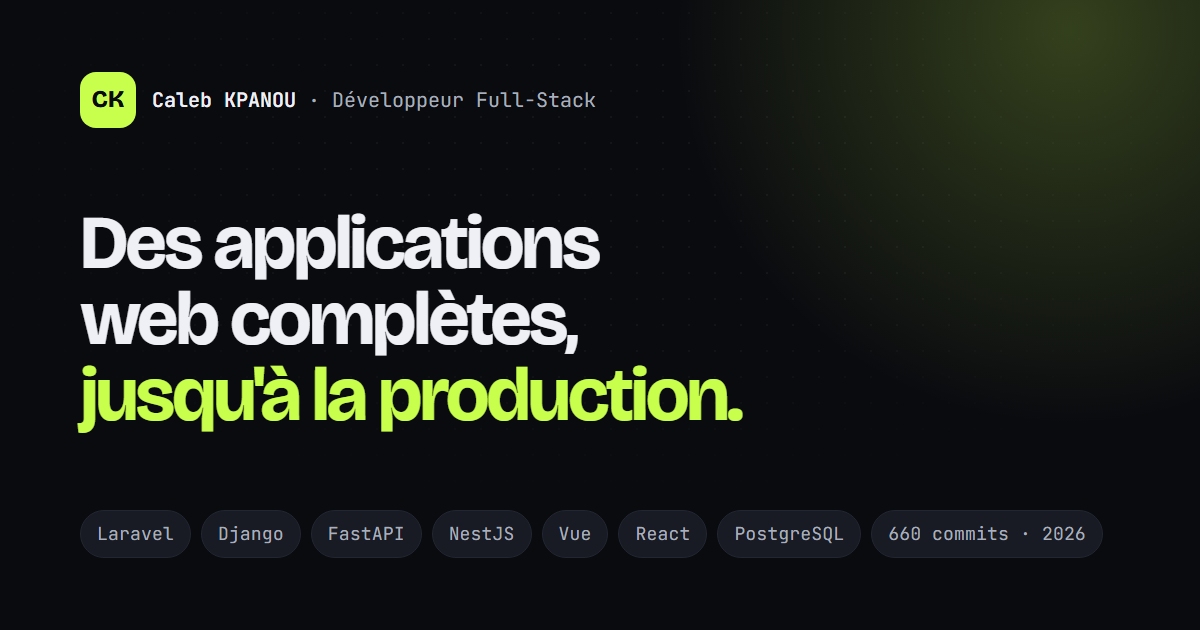 CK
Caleb KPANOU · Développeur Full-Stack
Des applications
web complètes,
jusqu'à la production.
Laravel Django FastAPI NestJS Vue React PostgreSQL 660 commits · 2026